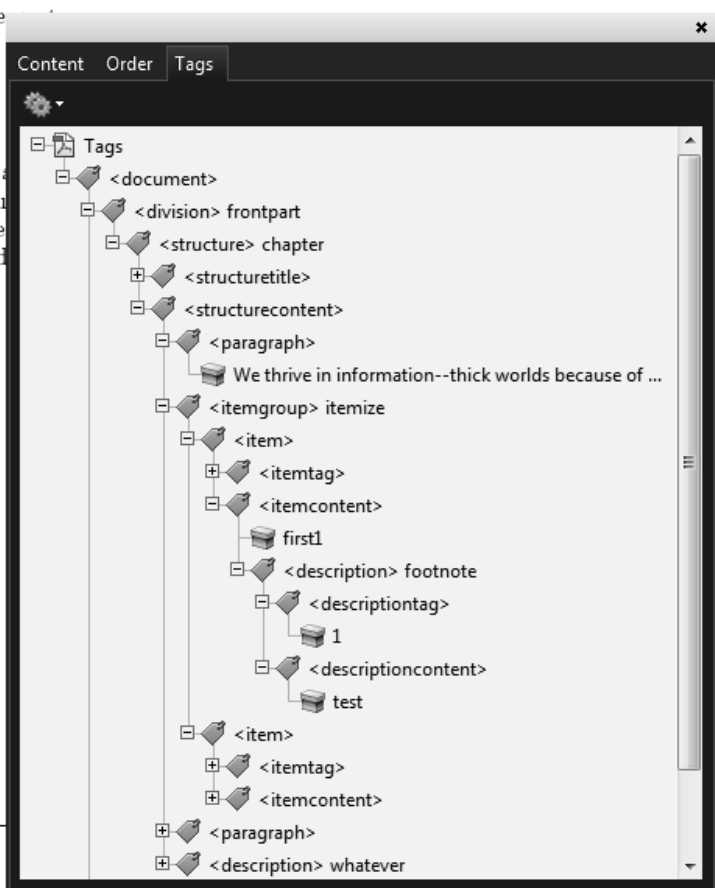 Content Order Tags
Tags
<document>
<division> frontpart
<structure> chapter
<structuretitle>
<structurecontent>
<paragraph>
We thrive in information--thick worlds because of ...
<itemgroup> itemize
<item>
<itemtag>
<itemcontent>
first1
<description> footnote
<descriptiontag>
1
<descriptioncontent>
test
<item>
<itemtag>
<itemcontent>
<paragraph>
<description> whatever